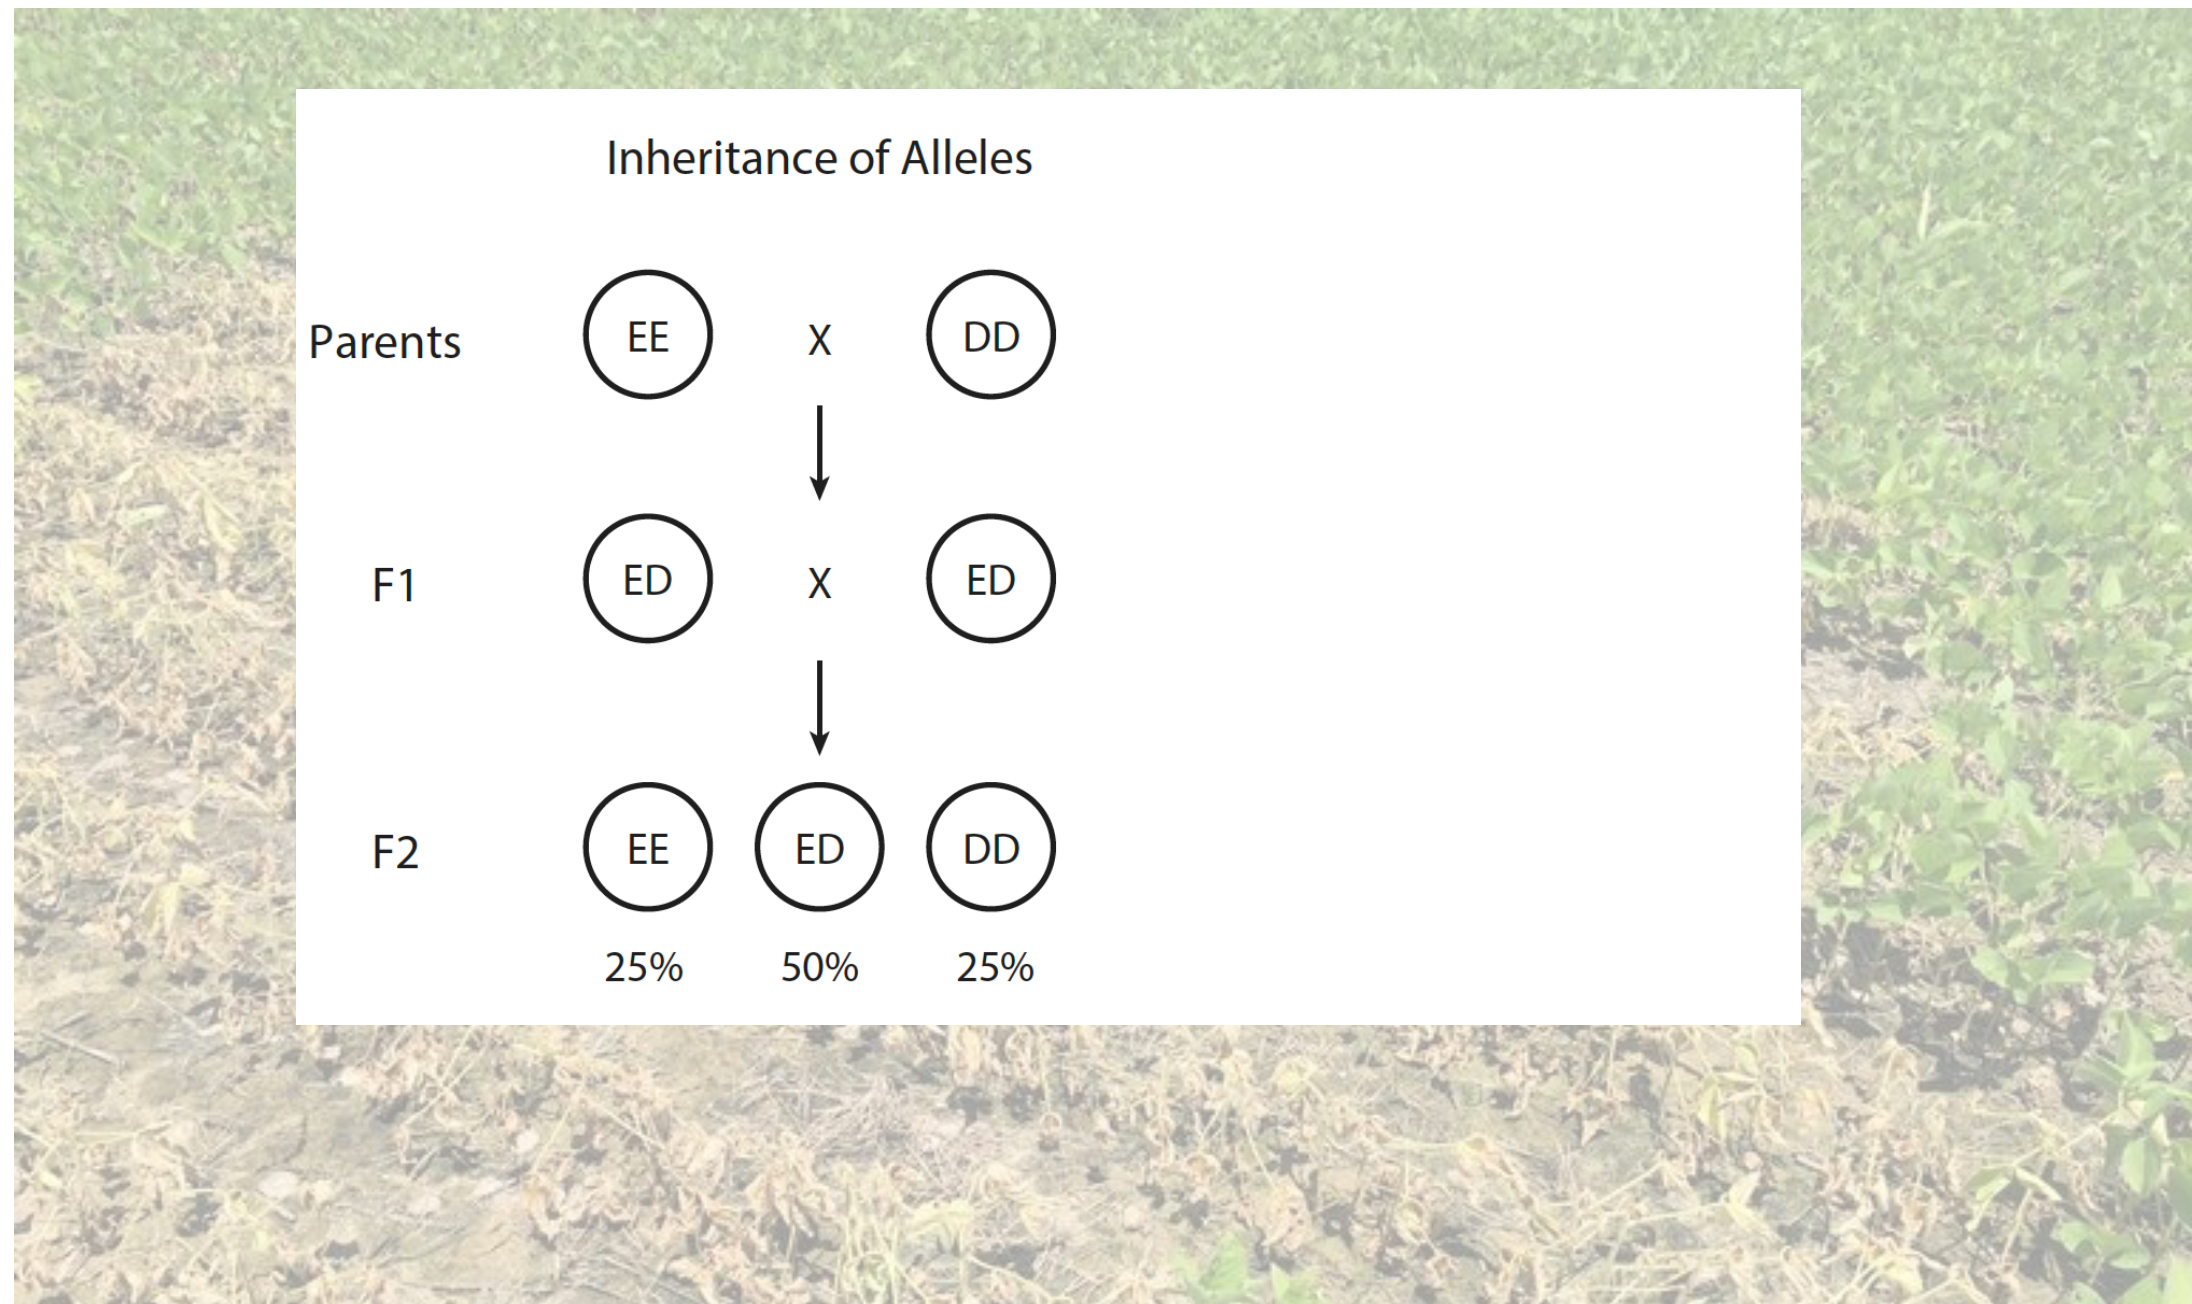 Inheritance of Alleles
Parents EE X DD
F1 ED X ED
F2 EE ED DD
25% 50% 25%